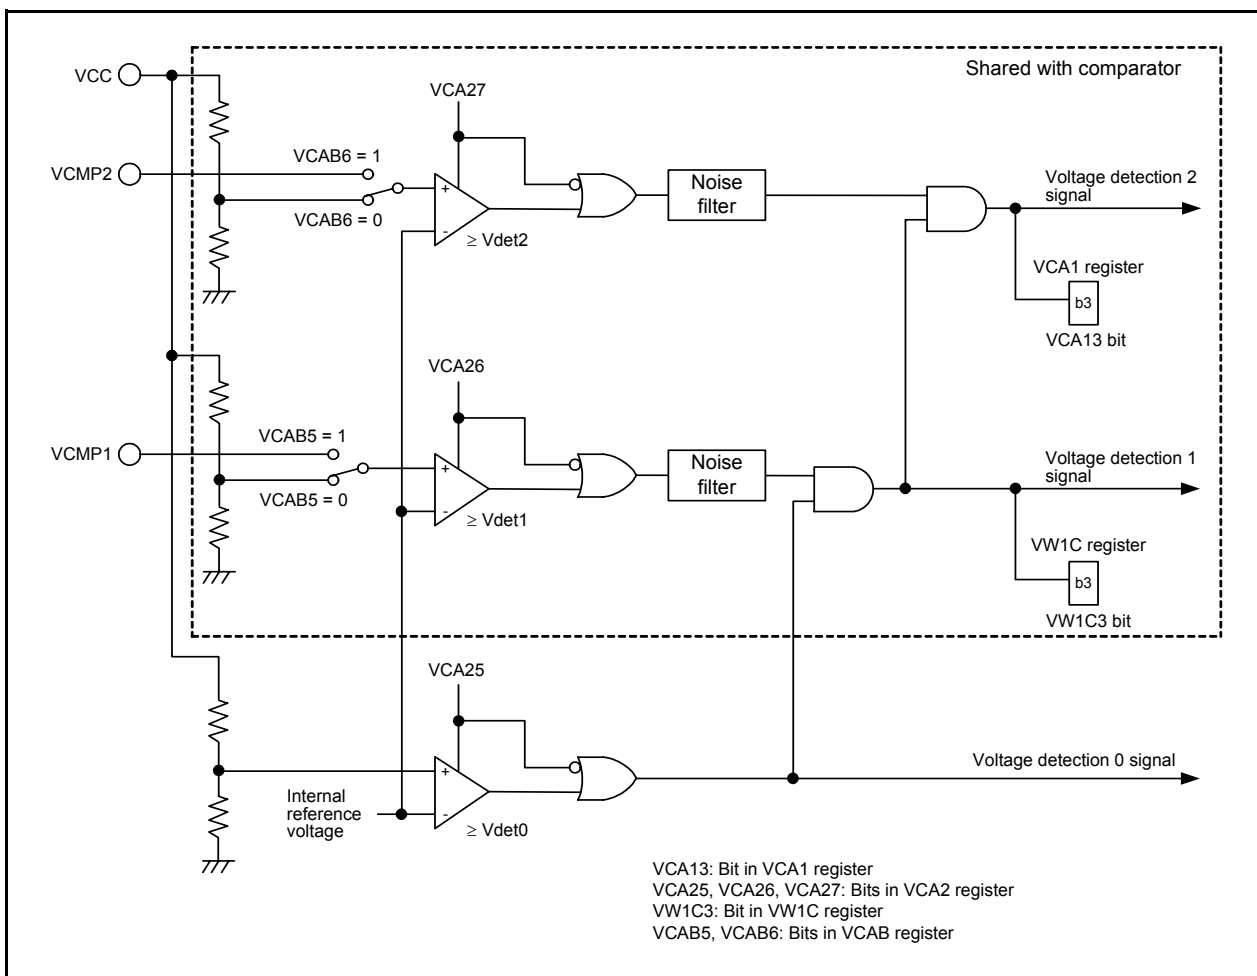 Shared with comparator
VCC
VCA27
VCMP2
VCAB6 = 1
VCAB6 = 0
+
-
≥ Vdet2
Noise
filter
Voltage detection 2
signal
VCA1 register
b3
VCA13 bit
VCA26
VCMP1
VCAB5 = 1
VCAB5 = 0
+
-
≥ Vdet1
Noise
filter
Voltage detection 1
signal
VW1C register
b3
VW1C3 bit
VCA25
+
-
≥ Vdet0
Internal
reference
voltage
Voltage detection 0 signal
VCA13: Bit in VCA1 register
VCA25, VCA26, VCA27: Bits in VCA2 register
VW1C3: Bit in VW1C register
VCAB5, VCAB6: Bits in VCAB register